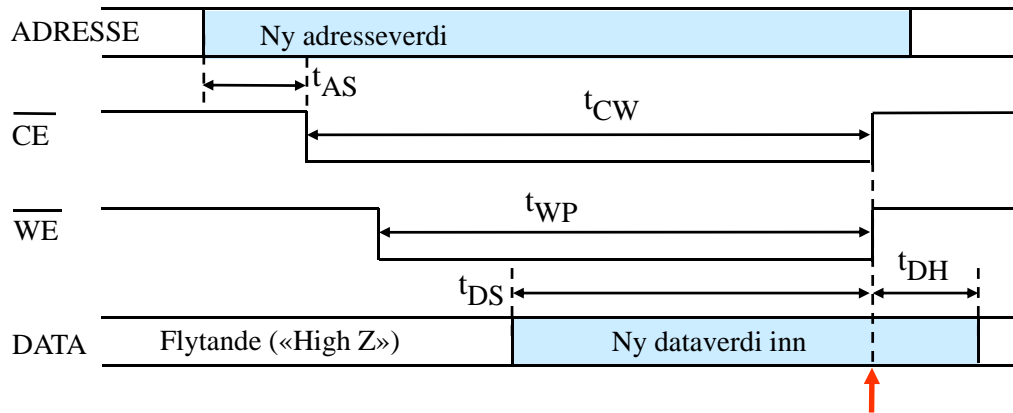 ADRESSE
Ny adresseverdi
tAS
CE
tCW
WE
tWP
tDS
tDH
DATA
Flytande («High Z»)
Ny dataverdi inn